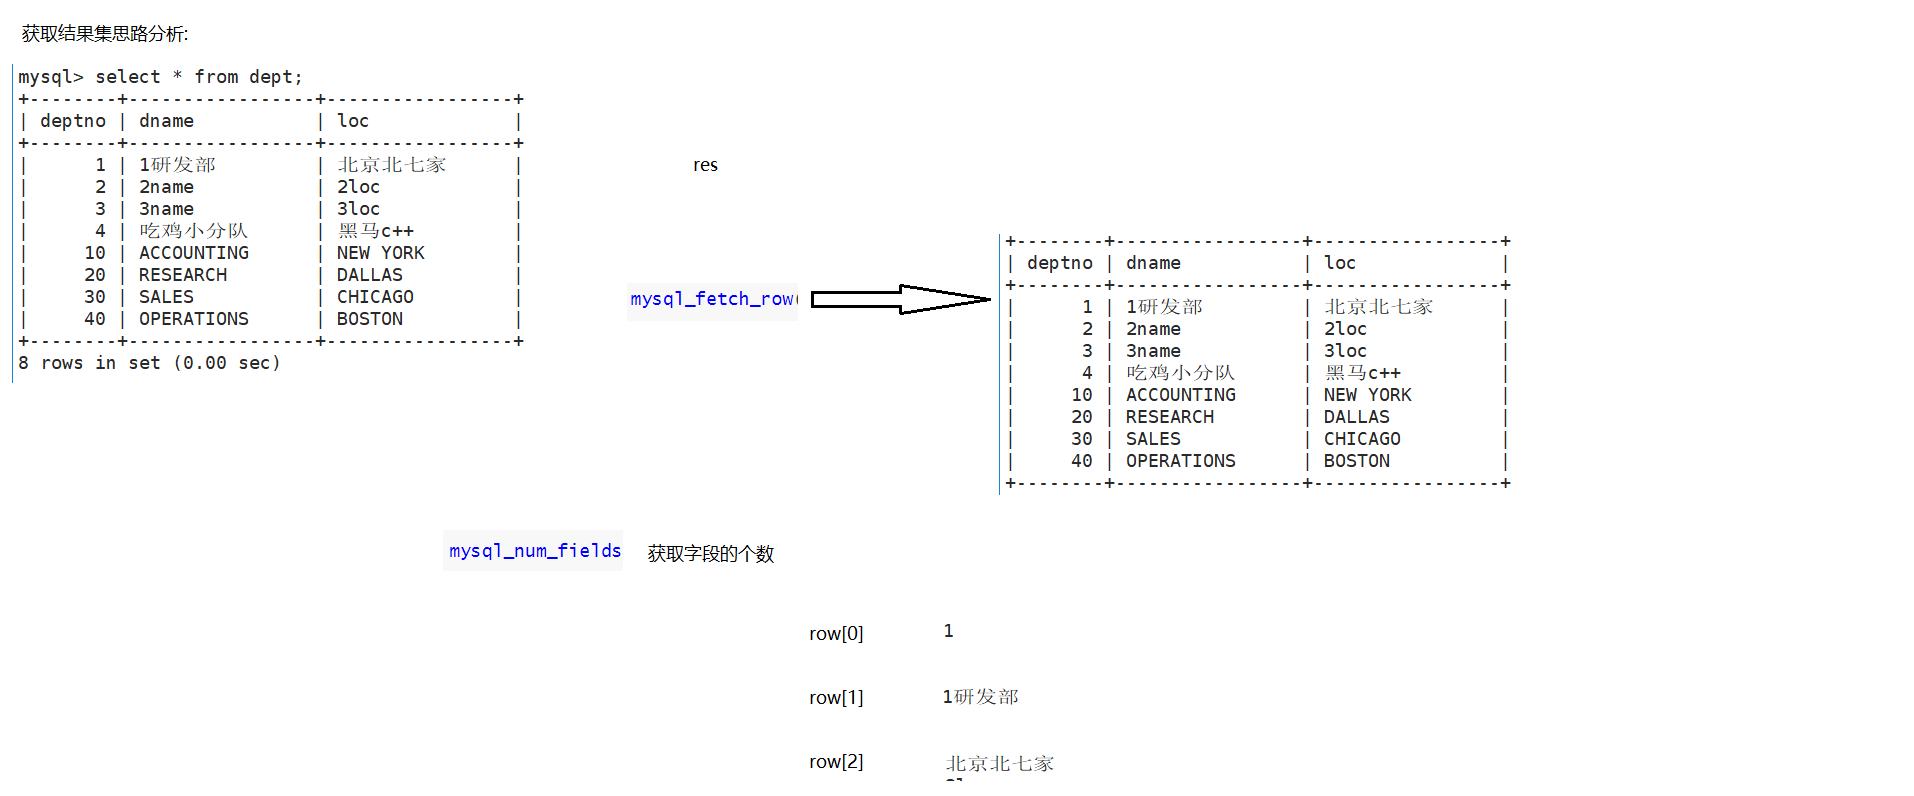 获取结果集思路分析:
mysql> select * from dept;
+--------+-----------------+-----------------+
| deptno | dname           | loc             |
+--------+-----------------+-----------------+
|      1 | 1研发部         | 北京北七家      |
|      2 | 2name           | 2loc            |
|      3 | 3name           | 3loc            |
|      4 | 吃鸡小分队      | 黑马c++         |
|     10 | ACCOUNTING      | NEW YORK        |
|     20 | RESEARCH        | DALLAS          |
|     30 | SALES           | CHICAGO         |
|     40 | OPERATIONS      | BOSTON          |
+--------+-----------------+-----------------+
8 rows in set (0.00 sec)
res
mysql_fetch_row(
+--------+-----------------+-----------------+
| deptno | dname           | loc             |
+--------+-----------------+-----------------+
|      1 | 1研发部         | 北京北七家      |
|      2 | 2name           | 2loc            |
|      3 | 3name           | 3loc            |
|      4 | 吃鸡小分队      | 黑马c++         |
|     10 | ACCOUNTING      | NEW YORK        |
|     20 | RESEARCH        | DALLAS          |
|     30 | SALES           | CHICAGO         |
|     40 | OPERATIONS      | BOSTON          |
+--------+-----------------+-----------------+
mysql_num_fields 获取字段的个数
row[0] 1
row[1] 1研发部
row[2] 北京北七家